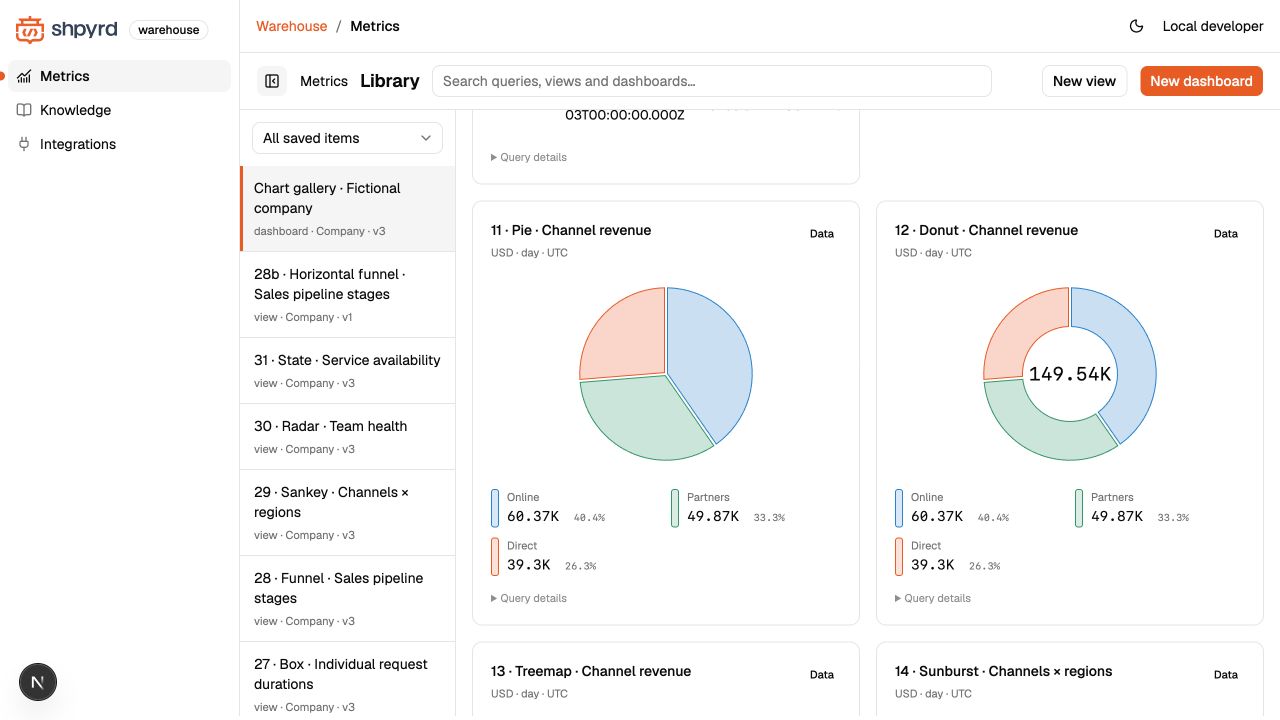 shpyrd
warehouse
Warehouse / Metrics
Local developer
Metrics
Knowledge
Integrations
Metrics Library
Search queries, views and dashboards...
New view
New dashboard
All saved items
Chart gallery · Fictional
company
dashboard · Company · v3
28b · Horizontal funnel ·
Sales pipeline stages
view · Company · v1
31 · State · Service availability
view · Company · v3
30 · Radar · Team health
view · Company · v3
29 · Sankey · Channels ×
regions
view · Company · v3
28 · Funnel · Sales pipeline
stages
view · Company · v3
27 · Box · Individual request
durations
view · Company · v3
N
03T00:00:00.000Z
Query details
11 · Pie · Channel revenue
Data
USD · day · UTC
Online
60.37K 40.4%
Partners
49.87K 33.3%
Direct
39.3K 26.3%
Query details
12 · Donut · Channel revenue
Data
USD · day · UTC
149.54K
Online
60.37K 40.4%
Partners
49.87K 33.3%
Direct
39.3K 26.3%
Query details
13 · Treemap · Channel revenue
Data
USD · day · UTC
14 · Sunburst · Channels × regions
Data
USD · day · UTC